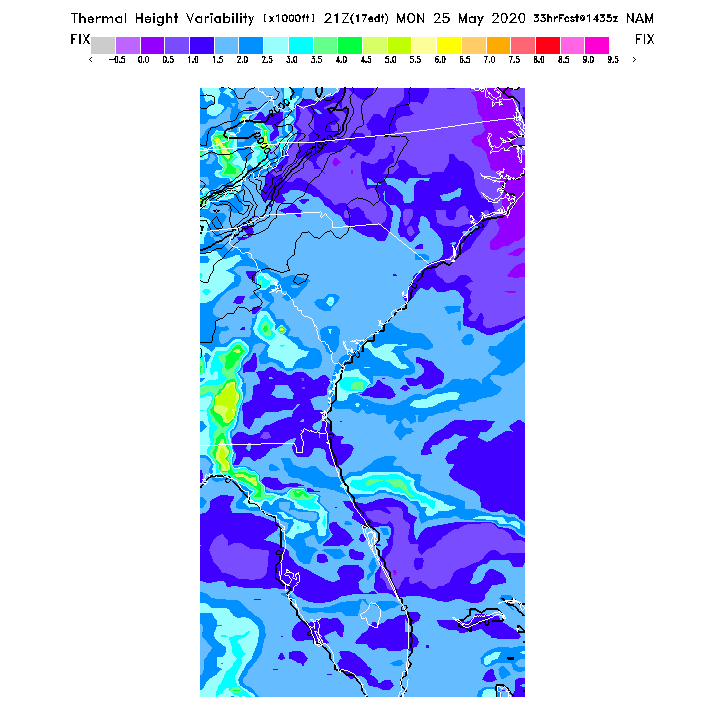 Thermal Height Variability [x1000ft] 21Z(17edt) MON 25 May 2020 33hrFcst@1435z NAM
FIX FIX
< -0.5 0.0 0.5 1.0 1.5 2.0 2.5 3.0 3.5 4.0 4.5 5.0 5.5 6.0 6.5 7.0 7.5 8.0 8.5 9.0 9.5 >